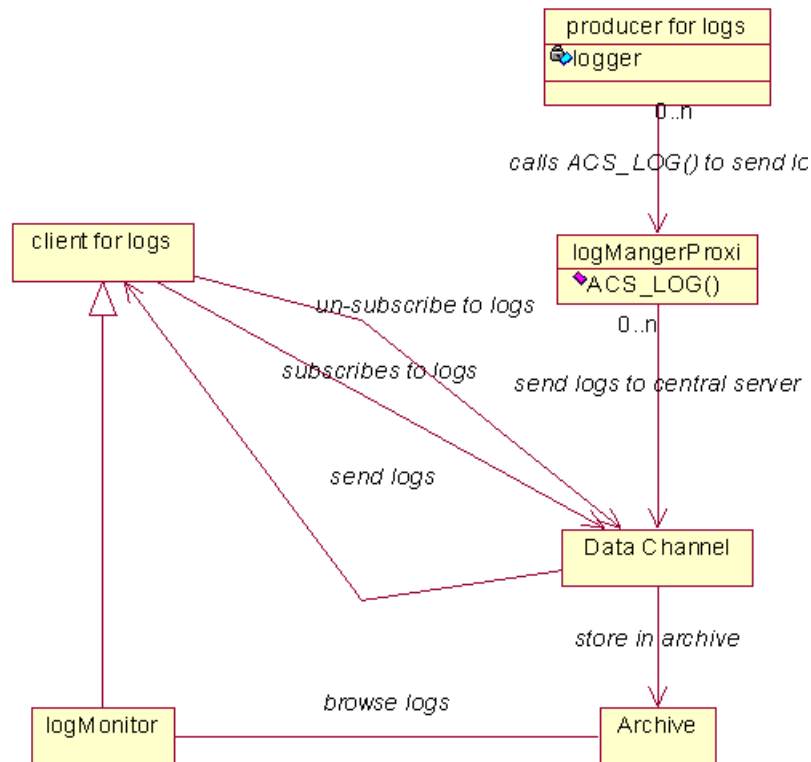 producer for logs
logger
0..n
calls ACS_LOG() to send lo
client for logs
logMangerProxi
ACS_LOG()
0..n
un-subscribe to logs
subscribes to logs
send logs to central server
send logs
Data Channel
store in archive
browse logs
logMonitor
Archive